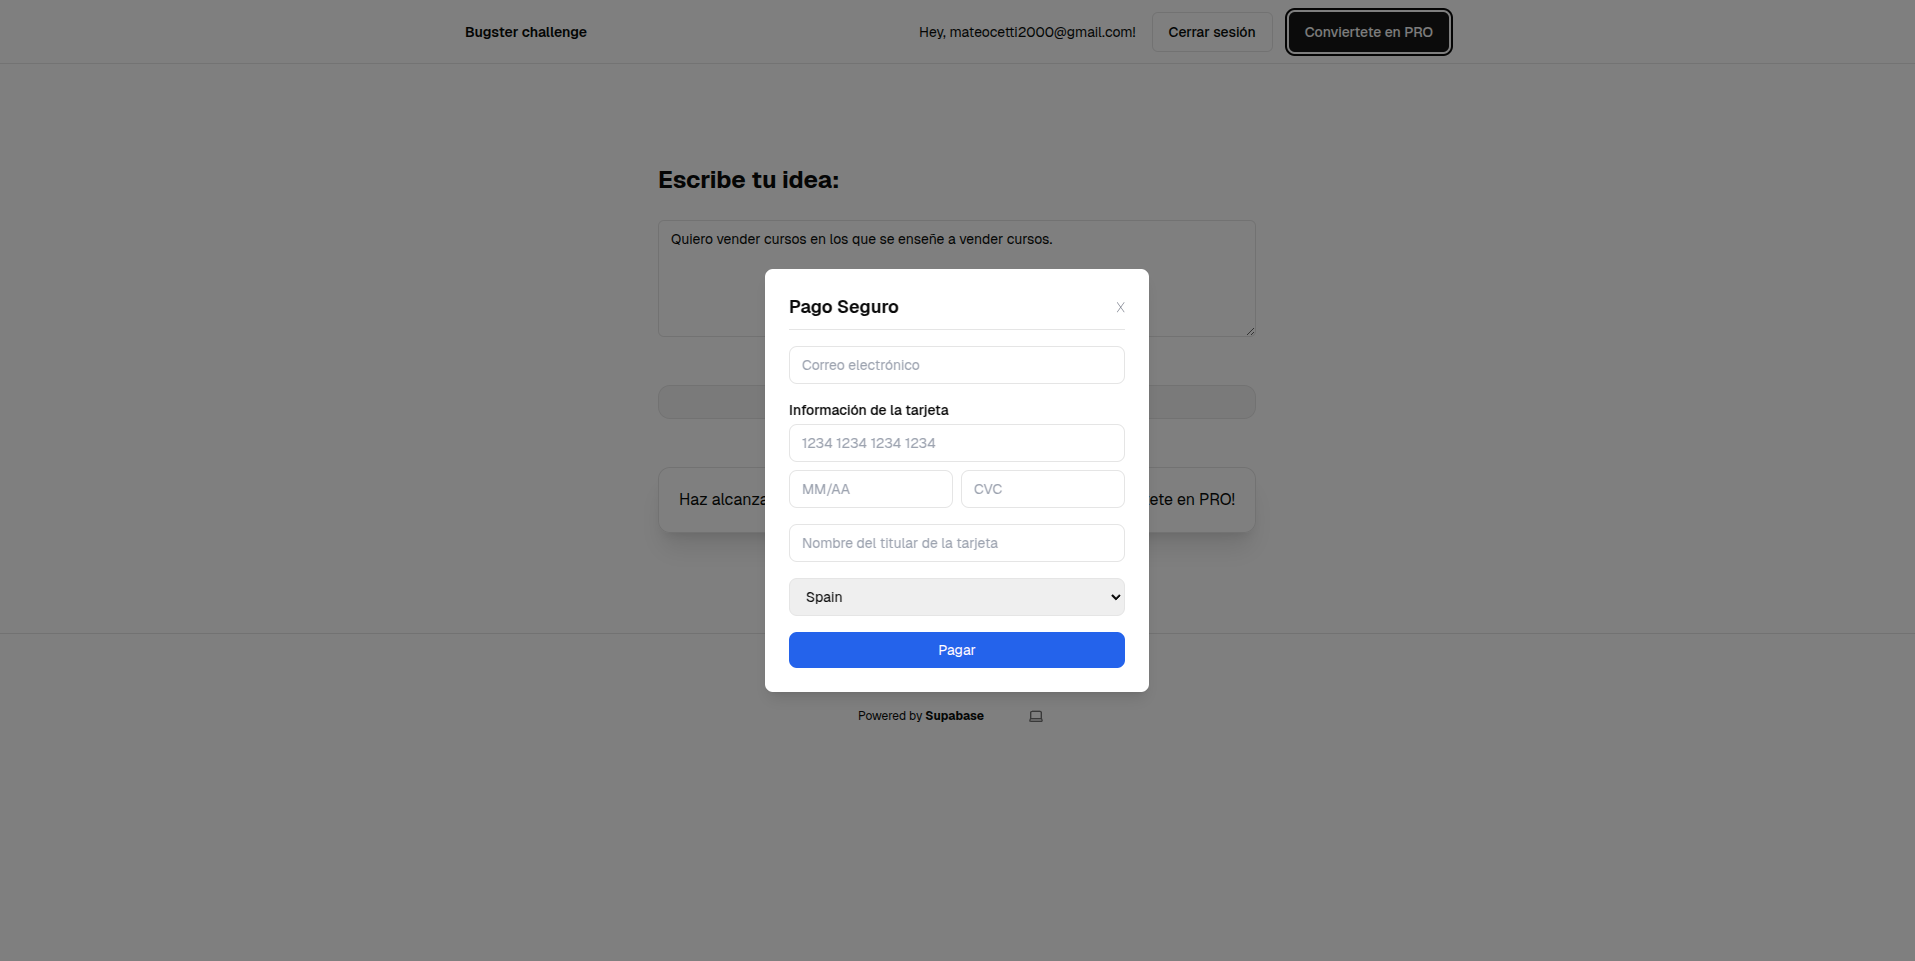 Bugster challenge
Hey, mateocetti2000@gmail.com!
Cerrar sesión
Conviertete en PRO
Escribe tu idea:
Quiero vender cursos en los que se enseñe a vender cursos.
Pago Seguro
X
Correo electrónico
Información de la tarjeta
1234 1234 1234 1234
MM/AA
CVC
Haz alcanza
ete en PRO!
Nombre del titular de la tarjeta
Spain
Pagar
Powered by Supabase